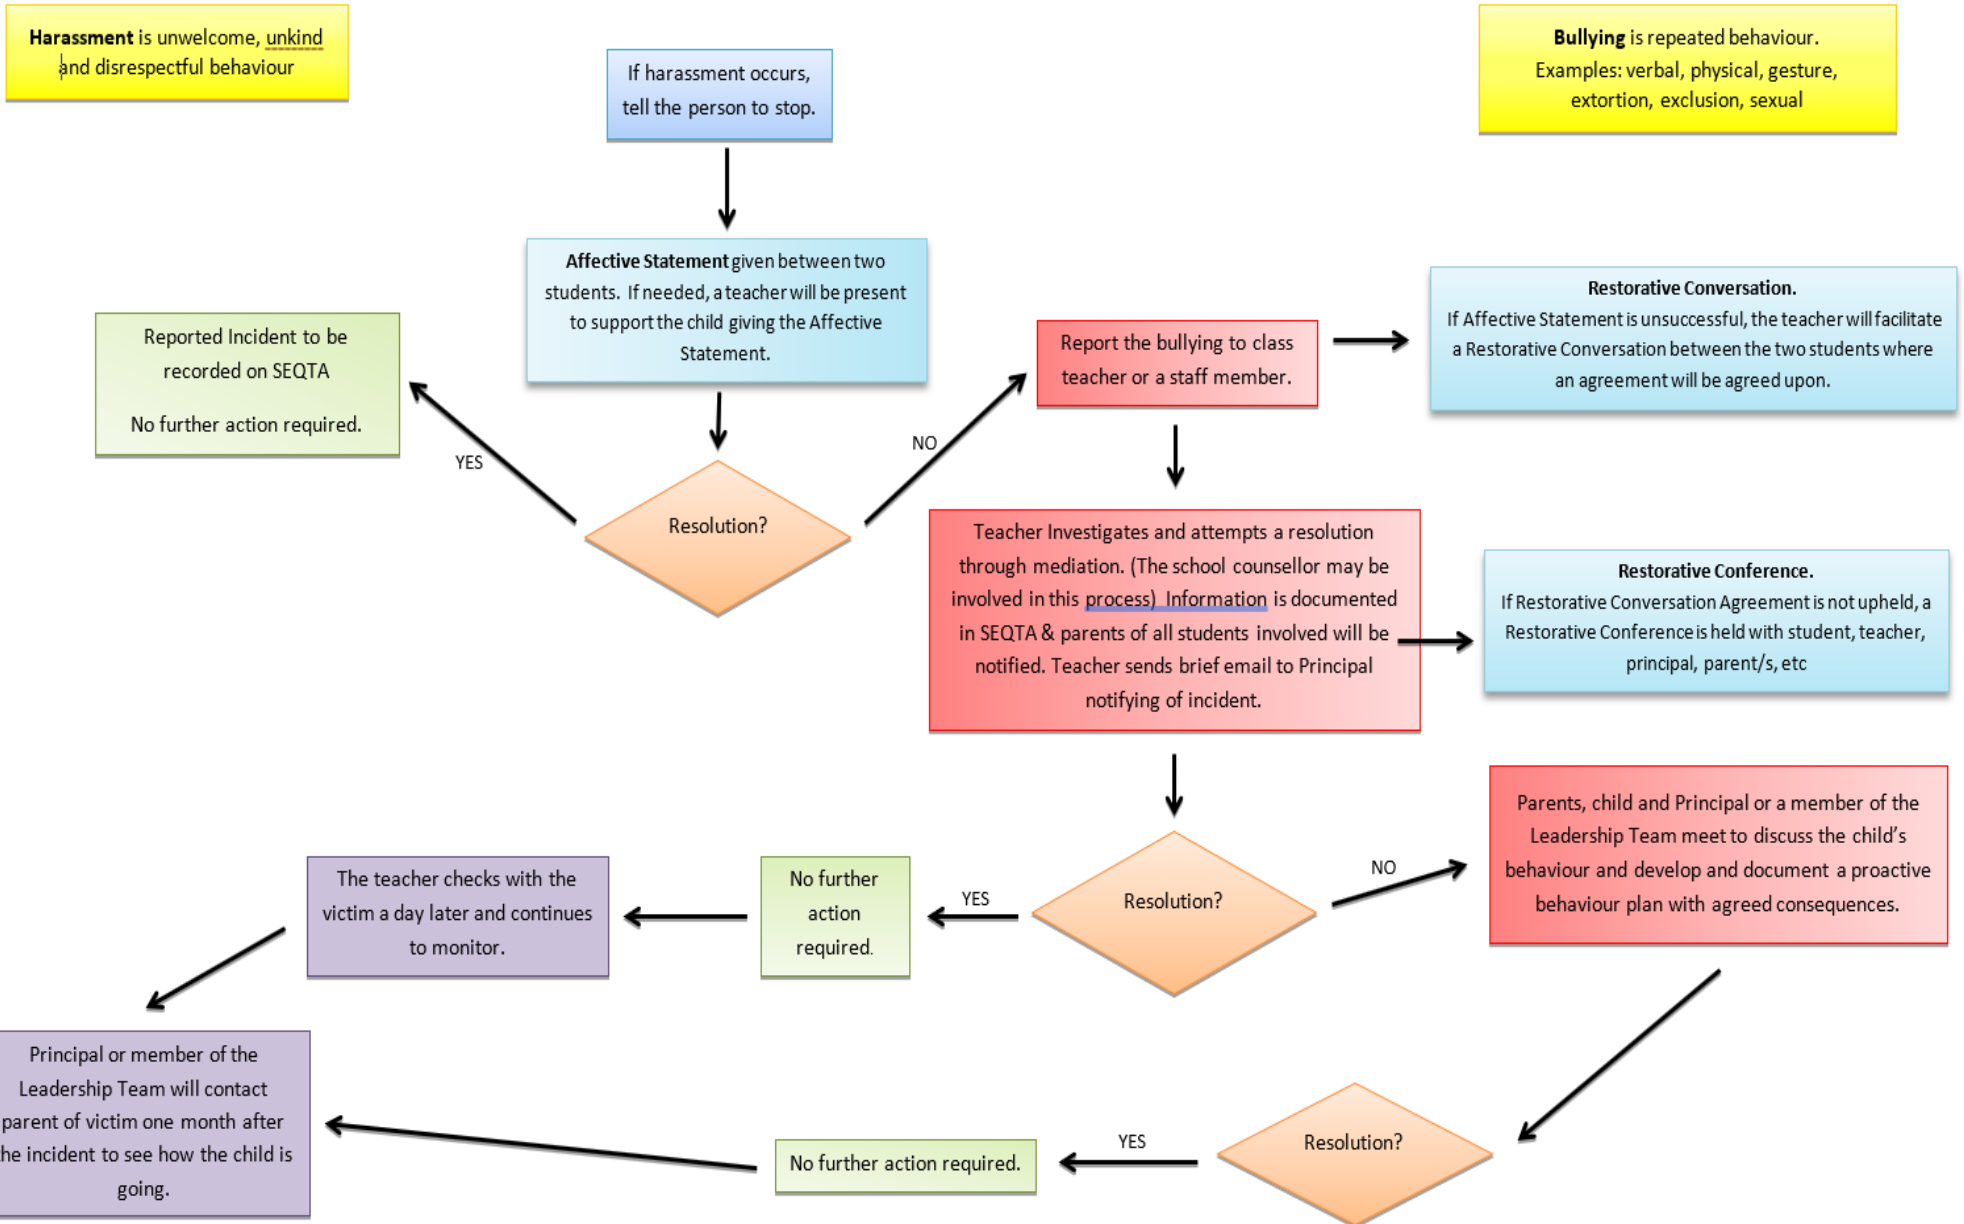 Harassment is unwelcome, unkind
and disrespectful behaviour
If harassment occurs,
tell the person to stop.
Bullying is repeated behaviour.
Examples: verbal, physical, gesture,
extortion, exclusion, sexual
Affective Statement given between two
students. If needed, a teacher will be present
to support the child giving the Affective
Statement.
Reported Incident to be
recorded on SEQTA
No further action required.
YES
Resolution?
NO
Report the bullying to class
teacher or a staff member.
Restorative Conversation.
If Affective Statement is unsuccessful, the teacher will facilitate
a Restorative Conversation between the two students where
an agreement will be agreed upon.
Teacher Investigates and attempts a resolution
through mediation. (The school counsellor may be
involved in this process) Information is documented
in SEQTA & parents of all students involved will be
notified. Teacher sends brief email to Principal
notifying of incident.
Restorative Conference.
If Restorative Conversation Agreement is not upheld, a
Restorative Conference is held with student, teacher,
principal, parent/s, etc
Resolution?
NO
Parents, child and Principal or a member of the
Leadership Team meet to discuss the child's
behaviour and develop and document a proactive
behaviour plan with agreed consequences.
YES
No further
action
required.
The teacher checks with the
victim a day later and continues
to monitor.
Principal or member of the
Leadership Team will contact
parent of victim one month after
the incident to see how the child is
going.
Resolution?
YES
No further action required.